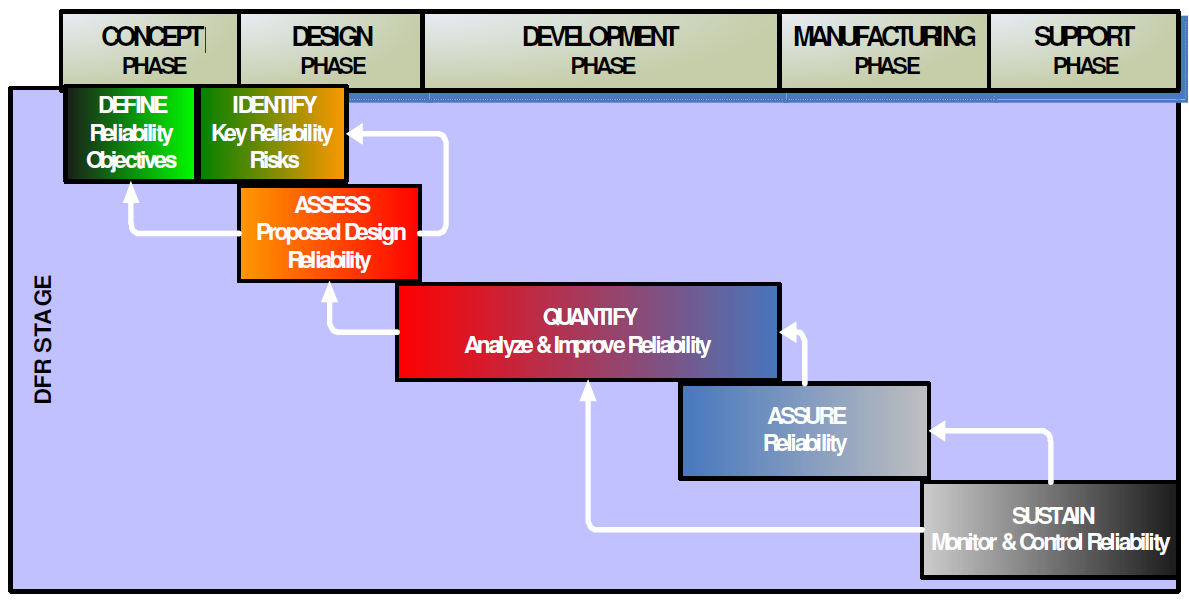 CONCEPT
PHASE
DESIGN
PHASE
DEVELOPMENT
PHASE
MANUFACTURING
PHASE
SUPPORT
PHASE
DFR STAGE
DEFINE
Reliability
Objectives
IDENTIFY
Key Reliability
Risks
ASSESS
Proposed Design
Reliability
QUANTIFY
Analyze & Improve Reliability
ASSURE
Reliability
SUSTAIN
Monitor & Control Reliability